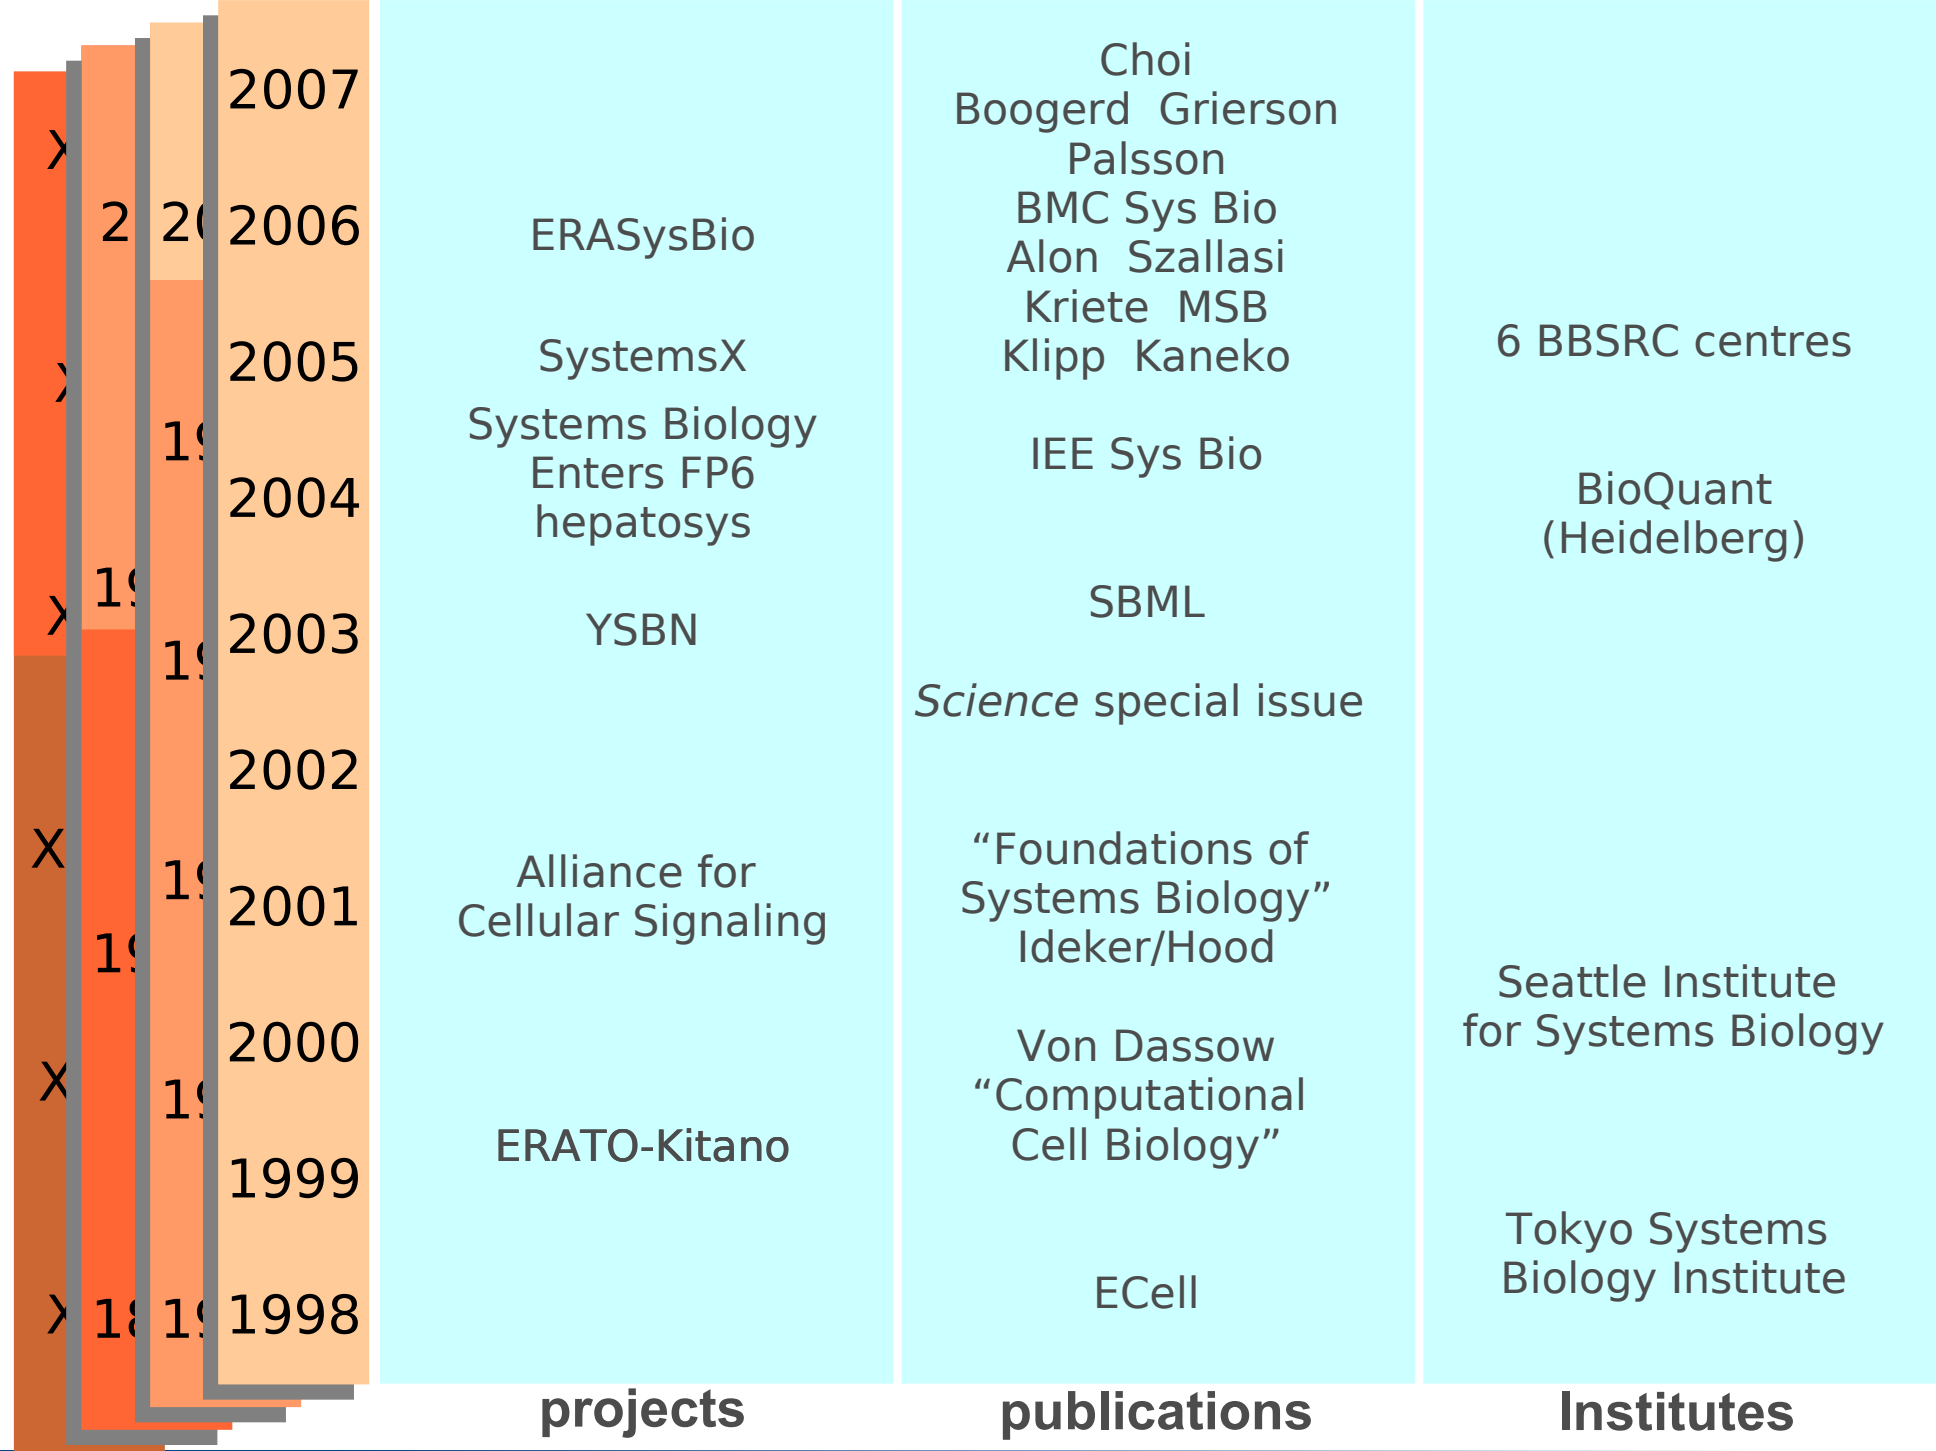 2007
2006
2005
2004
2003
2002
2001
2000
1999
1998
ERASysBio
SystemsX
Systems Biology
Enters FP6
hepatosys
YSBN
Alliance for
Cellular Signaling
ERATO-Kitano
projects
Choi
Boogerd Grierson
Palsson
BMC Sys Bio
Alon Szallasi
Kriete MSB
Klipp Kaneko
IEE Sys Bio
SBML
Science special issue
“Foundations of
Systems Biology”
Ideker/Hood
Von Dassow
“Computational
Cell Biology”
ECell
publications
6 BBSRC centres
BioQuant
(Heidelberg)
Seattle Institute
for Systems Biology
Tokyo Systems
Biology Institute
Institutes